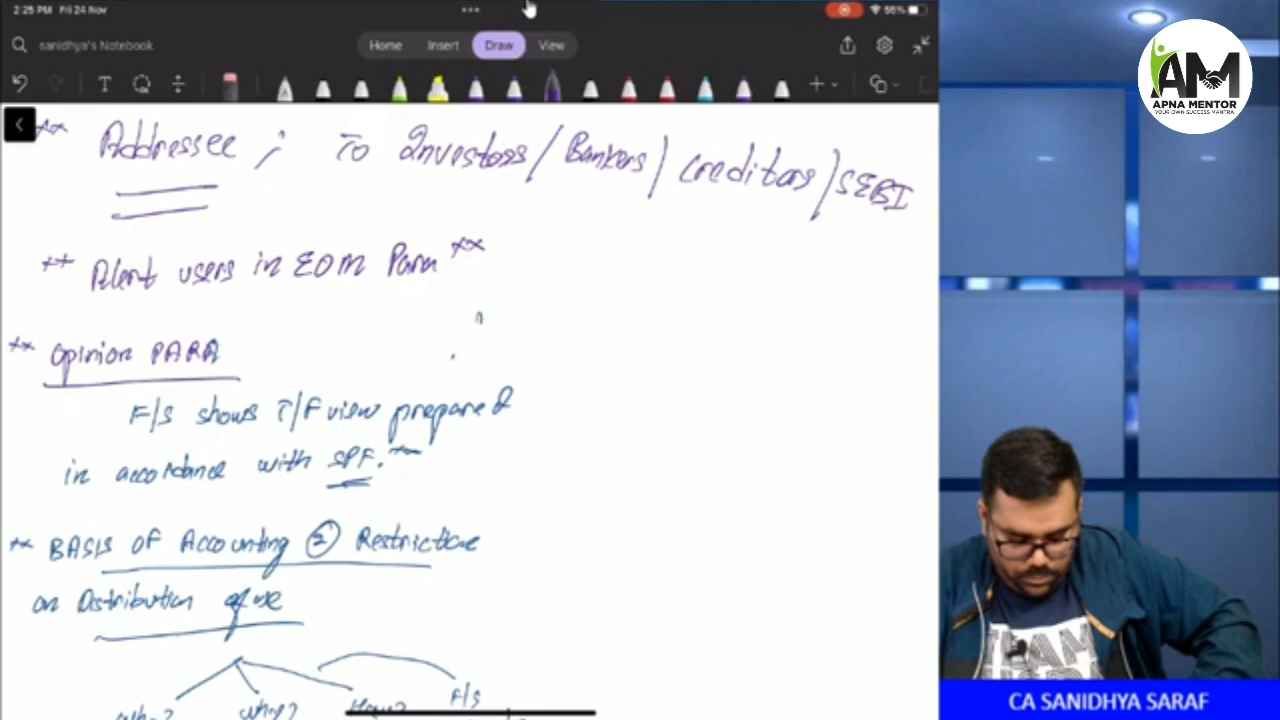 2:25 PM Fri 24 Nov
56%
sanidhya's Notebook
Home Insert Draw View
AM
APNA MENTOR
YOUR OWN SUCCESS MANTRA
** Addressee ; To Investors / Bankers / Creditors / SEBI
** Alert users in EOM Para **
** Opinion PARA
F/S shows T/F view prepared
in accordance with SPF. **
** BASIS OF Accounting & Restriction
on Distribution of use
Who? Why? How? F/S
CA SANIDHYA SARAF